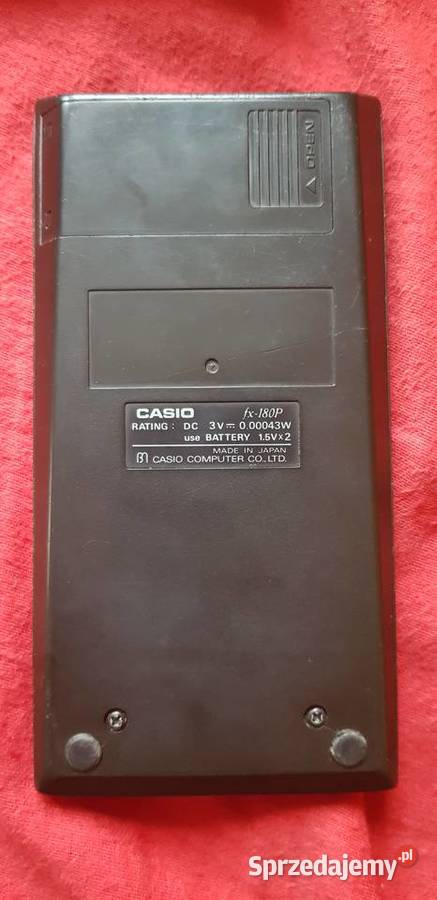 OPEN
CASIO fx-180P
RATING : DC 3V⎓ 0.00043W
use BATTERY 1.5V×2
MADE IN JAPAN
CASIO COMPUTER CO., LTD.
Sprzedajemy.pl